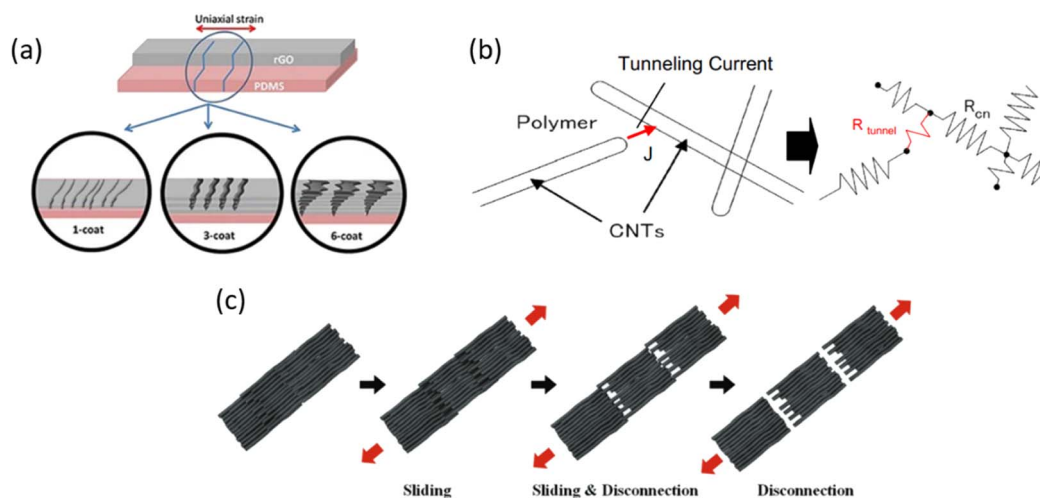 (a)
Uniaxial strain
rGO
PDMS
1-coat
3-coat
6-coat
(b)
Tunneling Current
Polymer
J
CNTs
R tunnel
Rcn
(c)
Sliding
Sliding & Disconnection
Disconnection